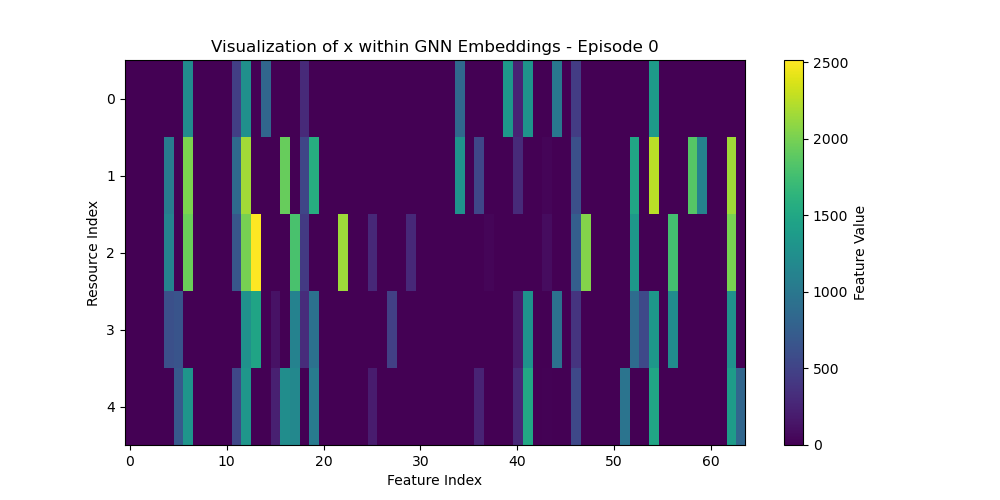 Visualization of x within GNN Embeddings - Episode 0
Resource Index
0
1
2
3
4
0 10 20 30 40 50 60
Feature Index
2500
2000
1500
1000
500
0
Feature Value